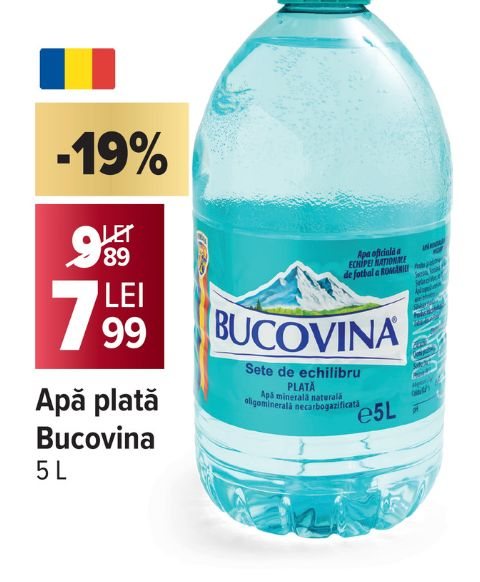 -19%
9 LEI 89
7 LEI 99
Apă plată
Bucovina
5 L
Apa oficială a
ECHIPEI NAȚIONALE
de fotbal a ROMÂNIEI
BUCOVINA®
Sete de echilibru
PLATĂ
Apă minerală naturală
oligominerală necarbogazificată
℮5L